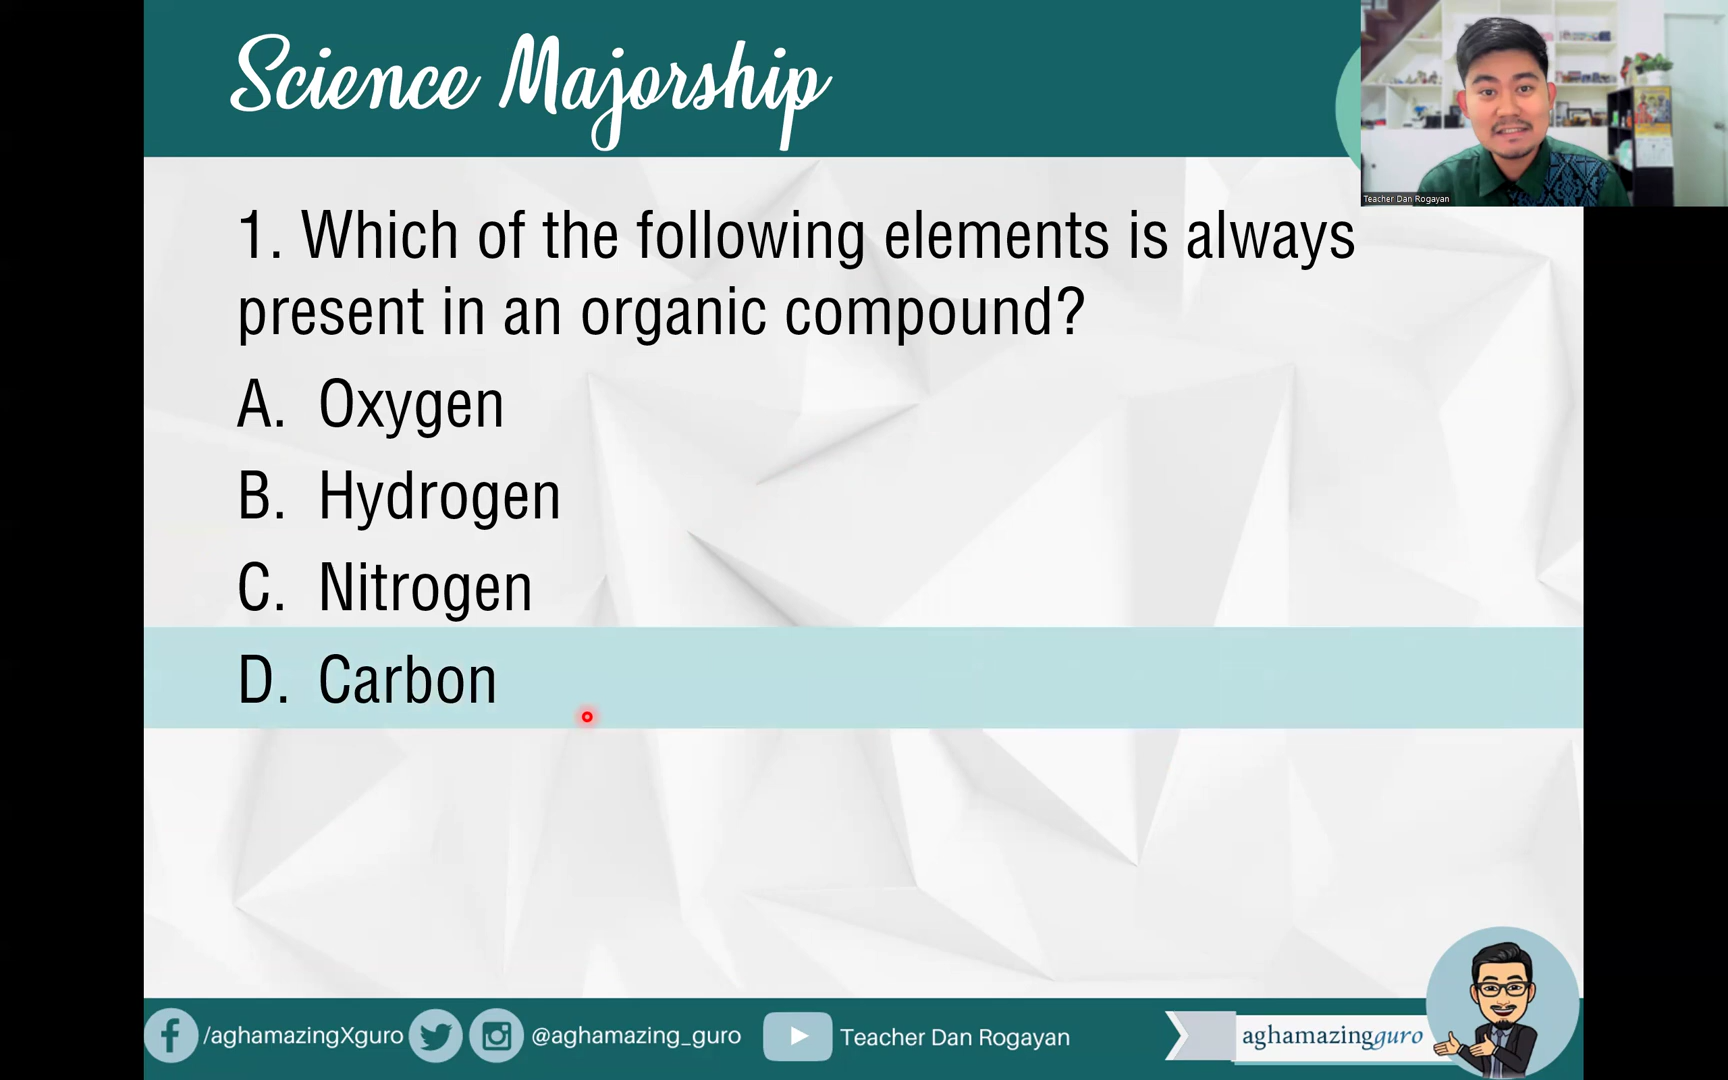 Science Majorship
Teacher Dan Rogayan
1. Which of the following elements is always
present in an organic compound?
A. Oxygen
B. Hydrogen
C. Nitrogen
D. Carbon
/aghamazingXguro
@aghamazing_guro
Teacher Dan Rogayan
aghamazingguro